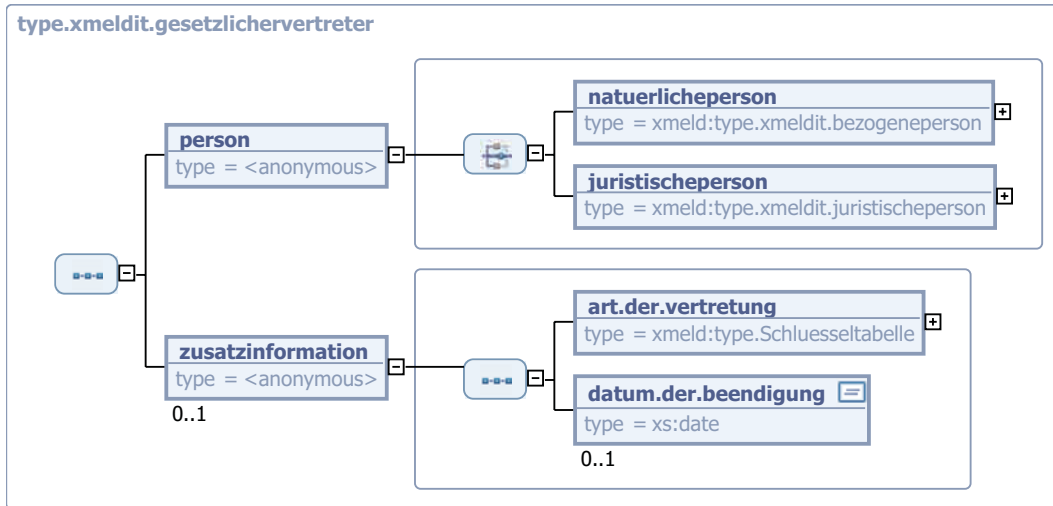 type.xmeldit.gesetzlichervertreter
person
type = <anonymous>
natuerlicheperson
type = xmeld:type.xmeldit.bezogeneperson
juristischeperson
type = xmeld:type.xmeldit.juristischeperson
zusatzinformation
type = <anonymous>
0..1
art.der.vertretung
type = xmeld:type.Schluesseltabelle
datum.der.beendigung
type = xs:date
0..1